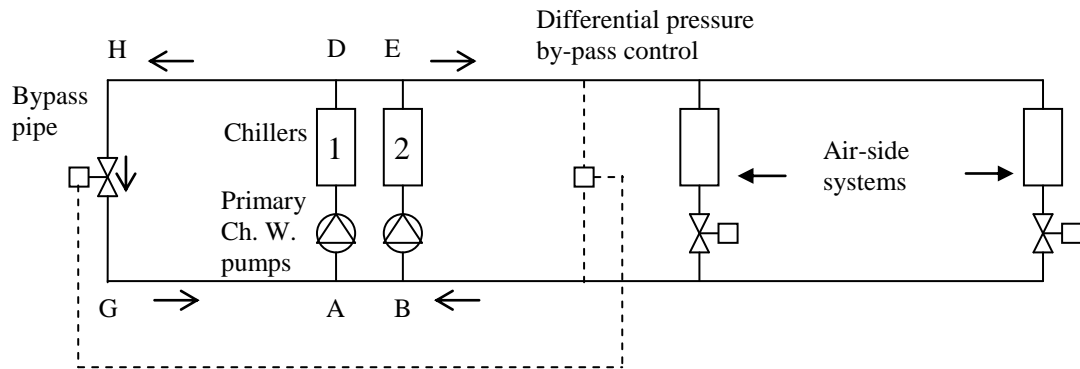 Differential pressure
by-pass control
H
D
E
Bypass
pipe
Chillers
1
2
Air-side
systems
Primary
Ch. W.
pumps
G
A
B